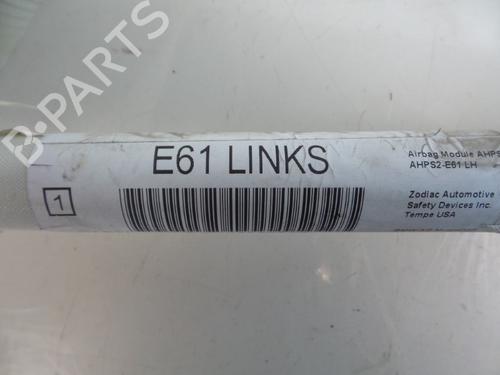 B-PARTS
E61 LINKS
1
Airbag Module AHPS
AHPS2-E61 LH
Zodiac Automotive
Safety Devices Inc.
Tempe USA